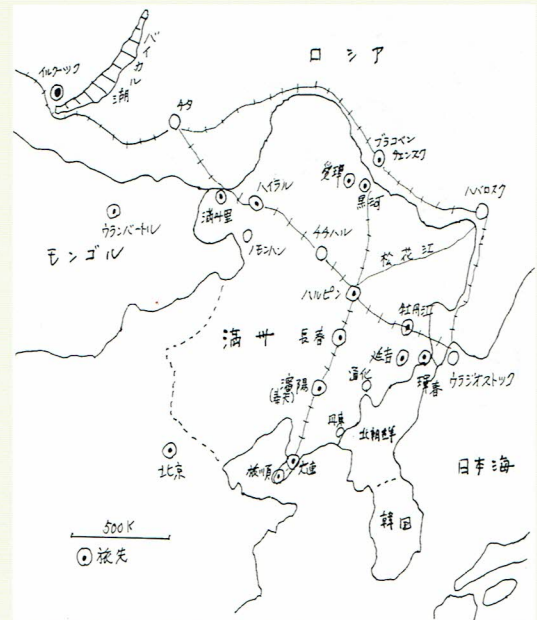 ロシア
バイカル湖
イルクーツク
チタ
ブラゴベシ
チェンスク
愛琿
黒河
ハバロスク
ハイラル
満州里
ウランバートル
ノモンハン
チチハル
モンゴル
松花江
ハルピン
牡丹江
満州
長春
延吉
琿春
ウラジオストック
瀋陽
通化
丹東
北朝鮮
北京
旅順
大連
日本海
韓国
500K
旅先